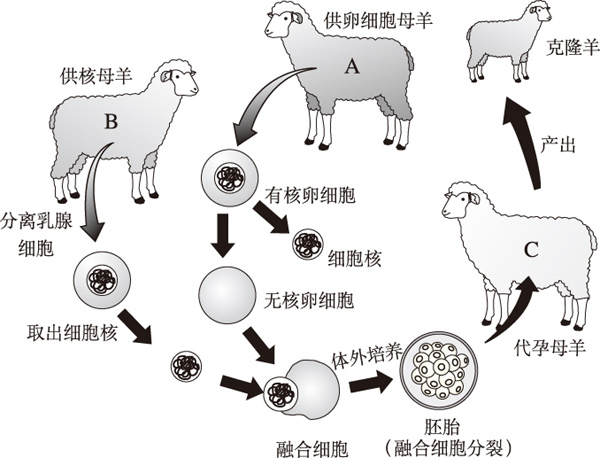 供卵细胞母羊
A
克隆羊
供核母羊
B
产出
有核卵细胞
分离乳腺
细胞
细胞核
C
无核卵细胞
取出细胞核
体外培养
代孕母羊
胚胎
融合细胞
（融合细胞分裂）